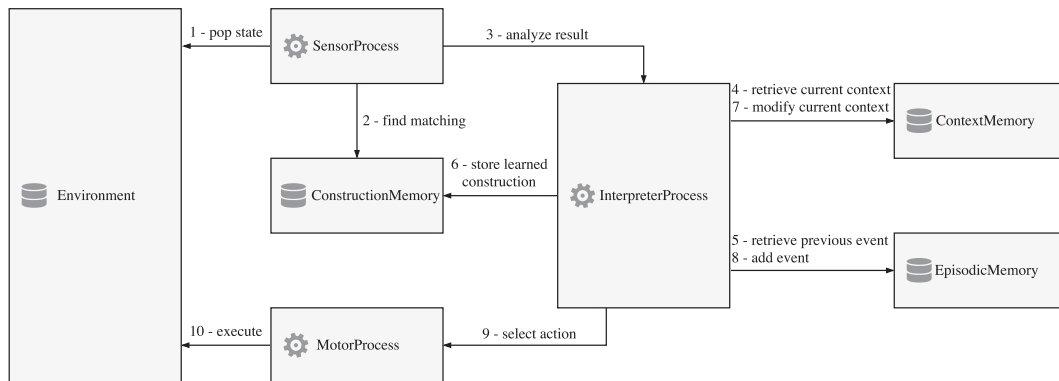 1 - pop state
SensorProcess
3 - analyze result
2 - find matching
4 - retrieve current context
7 - modify current context
ContextMemory
6 - store learned
construction
Environment
ConstructionMemory
InterpreterProcess
5 - retrieve previous event
8 - add event
EpisodicMemory
10 - execute
MotorProcess
9 - select action